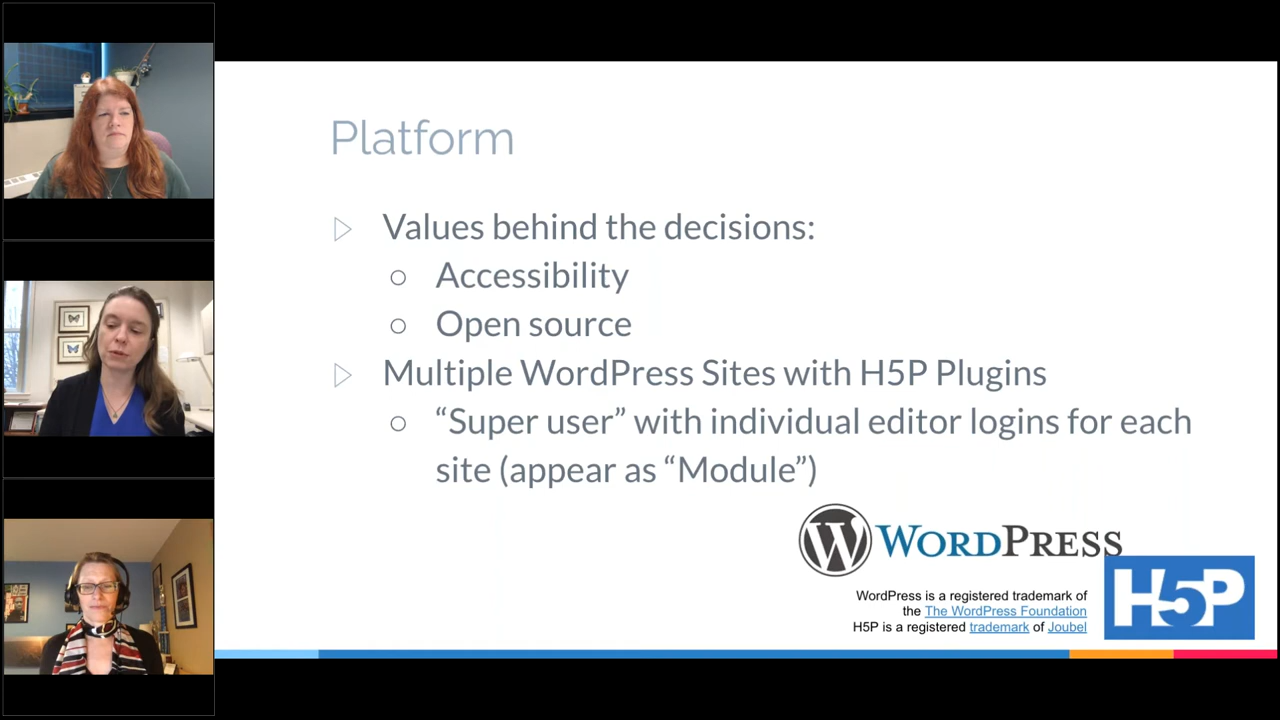 Platform
Values behind the decisions:
Accessibility
Open source
Multiple WordPress Sites with H5P Plugins
“Super user” with individual editor logins for each
site (appear as “Module”)
WORDPRESS
H5P
WordPress is a registered trademark of
the The WordPress Foundation
H5P is a registered trademark of Joubel